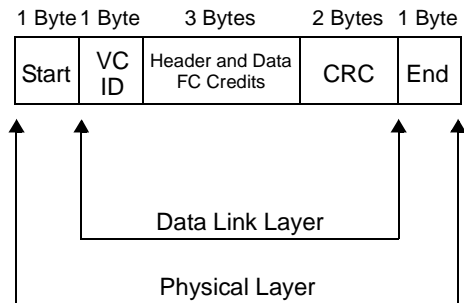 1 Byte 1 Byte 3 Bytes 2 Bytes 1 Byte
Start VC ID Header and Data FC Credits CRC End
Data Link Layer
Physical Layer